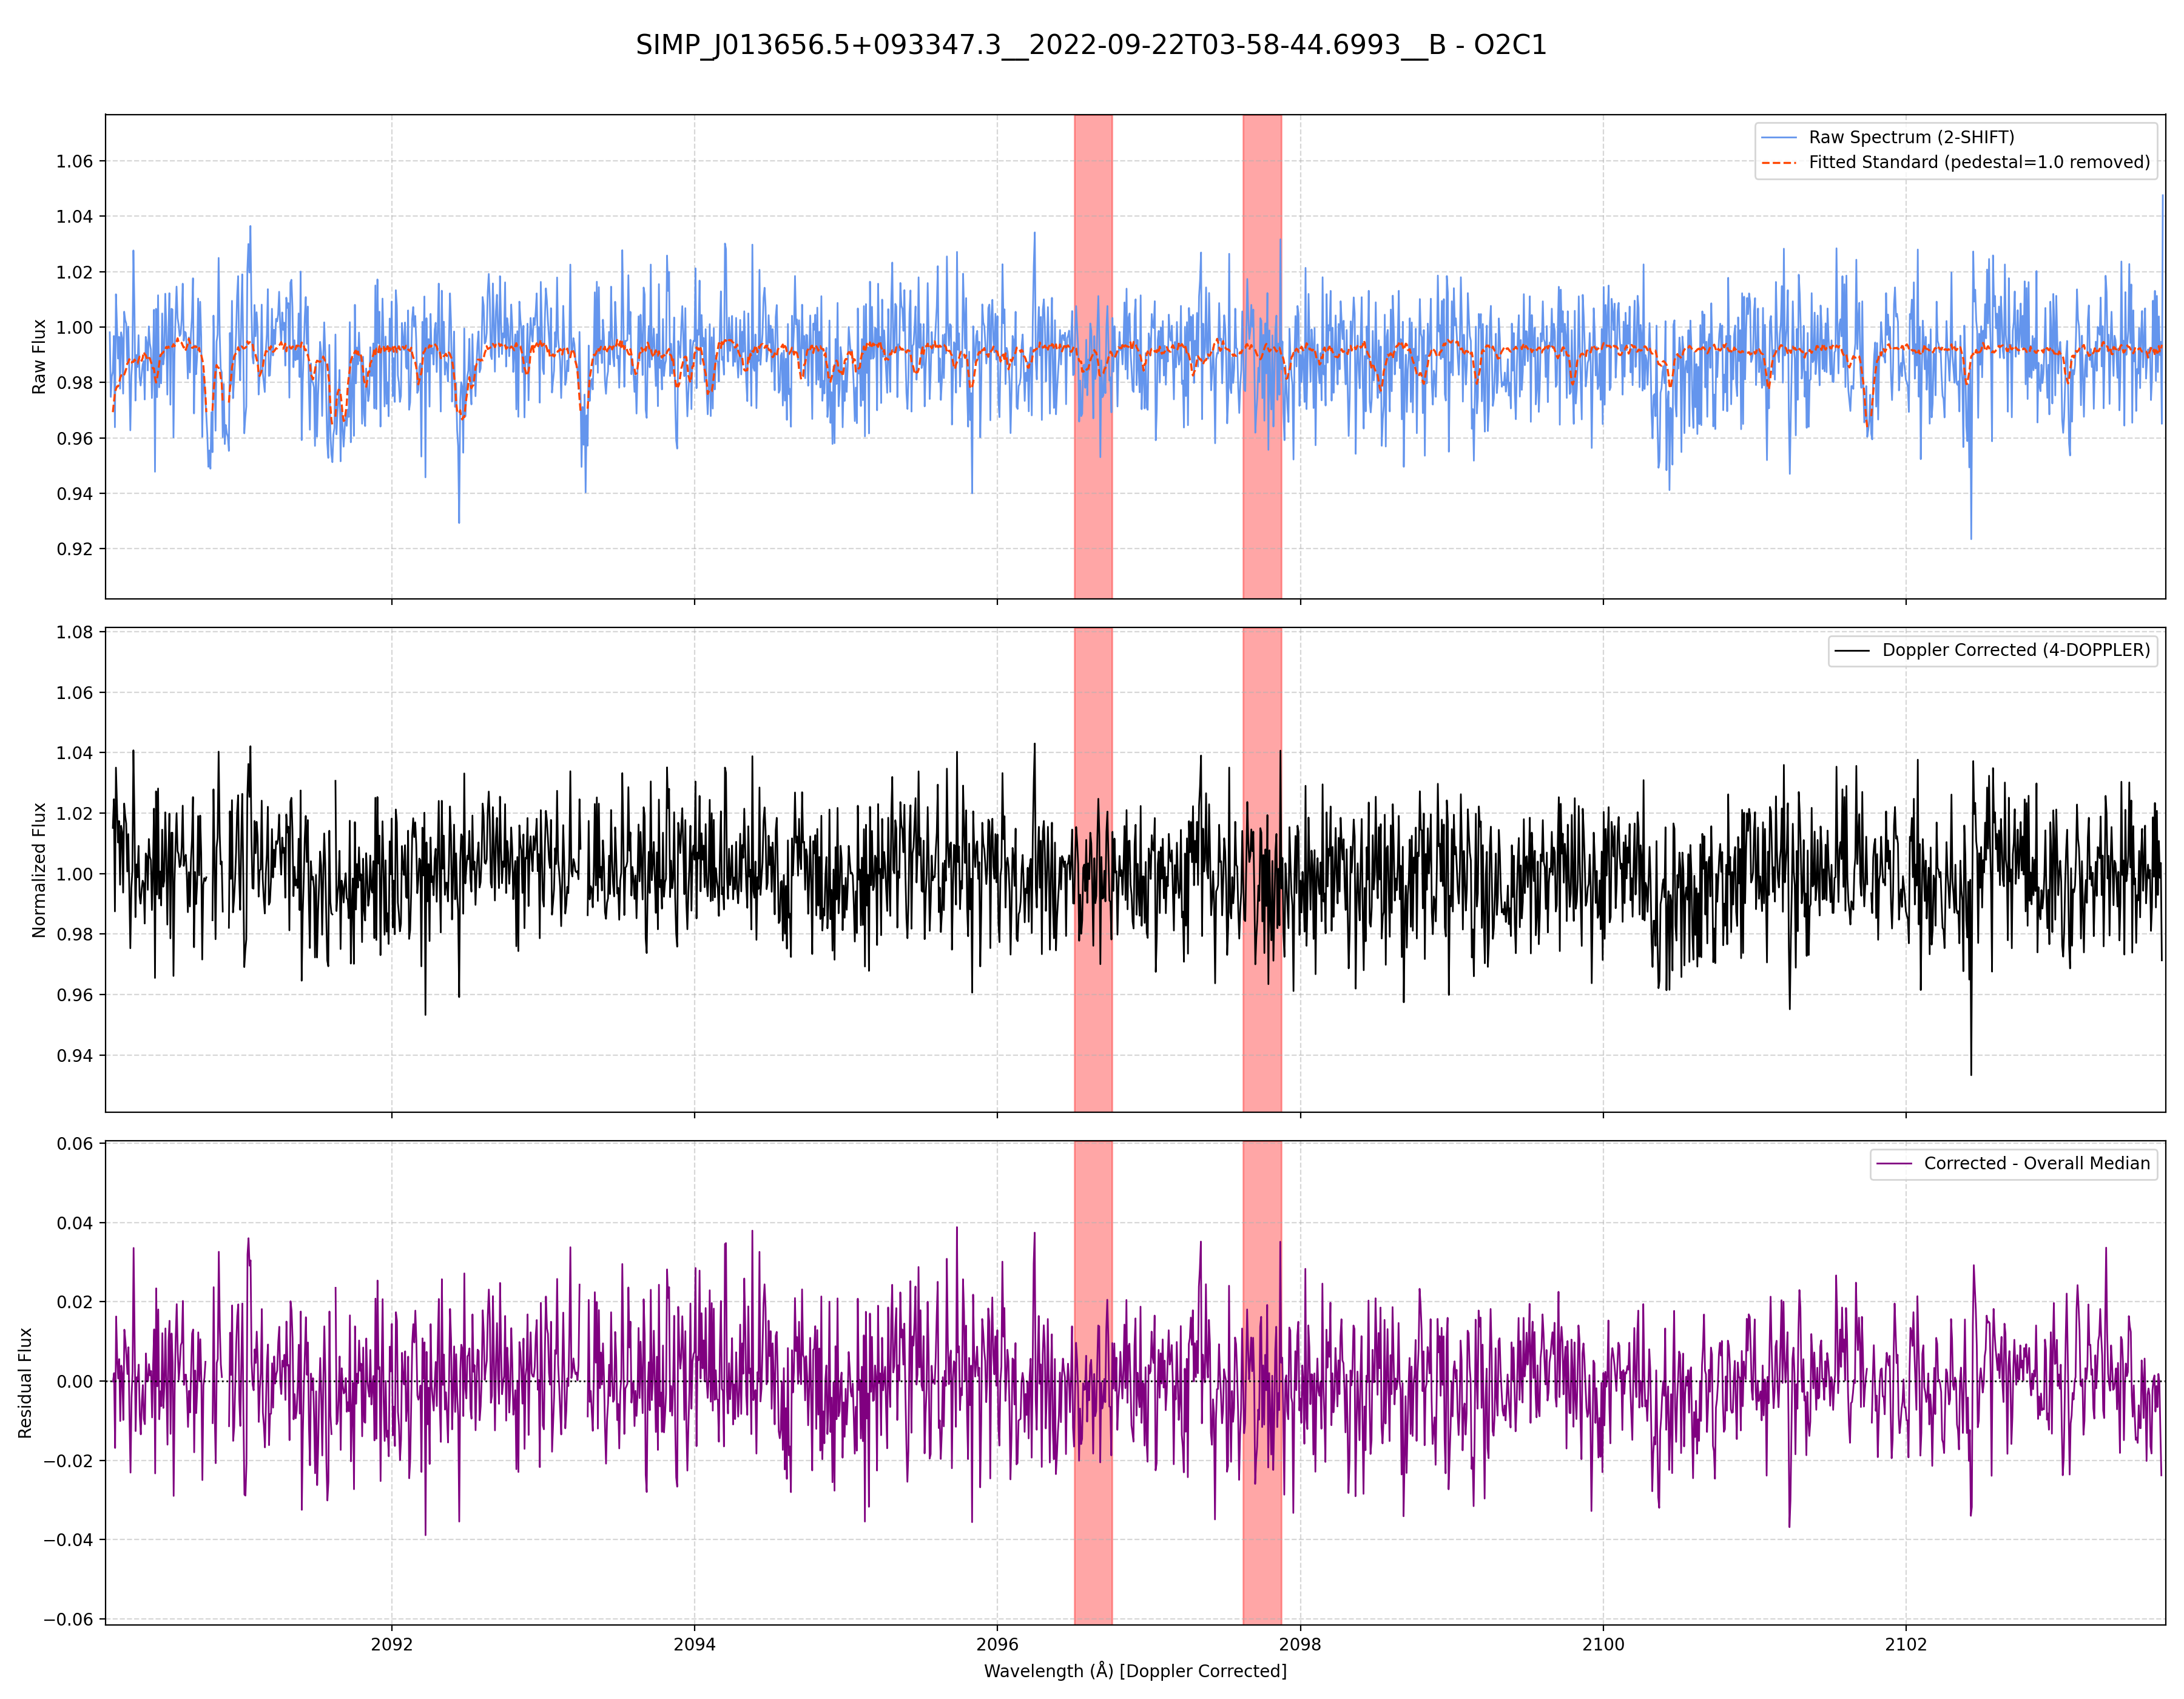 SIMP_J013656.5+093347.3__2022-09-22T03-58-44.6993__B - O2C1
Raw Spectrum (2-SHIFT)
Fitted Standard (pedestal=1.0 removed)
Raw Flux
1.06
1.04
1.02
1.00
0.98
0.96
0.94
0.92
Doppler Corrected (4-DOPPLER)
Normalized Flux
1.08
1.06
1.04
1.02
1.00
0.98
0.96
0.94
Corrected - Overall Median
Residual Flux
0.06
0.04
0.02
0.00
−0.02
−0.04
−0.06
2092 2094 2096 2098 2100 2102
Wavelength (Å) [Doppler Corrected]